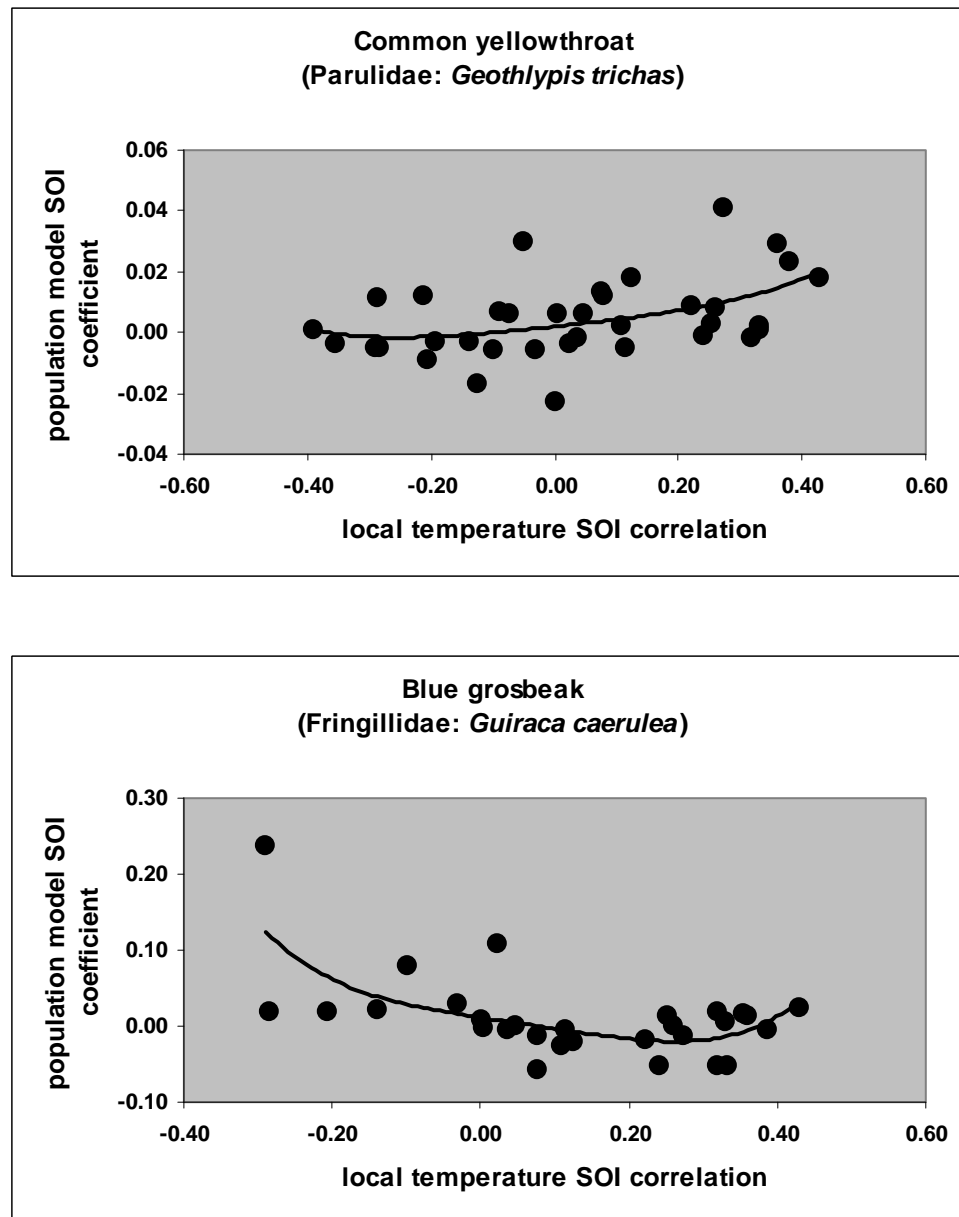 Common yellowthroat
(Parulidae: Geothlypis trichas)
population model SOI
coefficient
0.06
0.04
0.02
0.00
-0.02
-0.04
-0.60 -0.40 -0.20 0.00 0.20 0.40 0.60
local temperature SOI correlation
Blue grosbeak
(Fringillidae: Guiraca caerulea)
population model SOI
coefficient
0.30
0.20
0.10
0.00
-0.10
-0.40 -0.20 0.00 0.20 0.40 0.60
local temperature SOI correlation